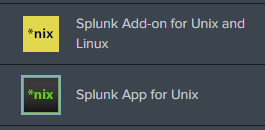 *nix
Splunk Add-on for Unix and
Linux
*nix
Splunk App for Unix